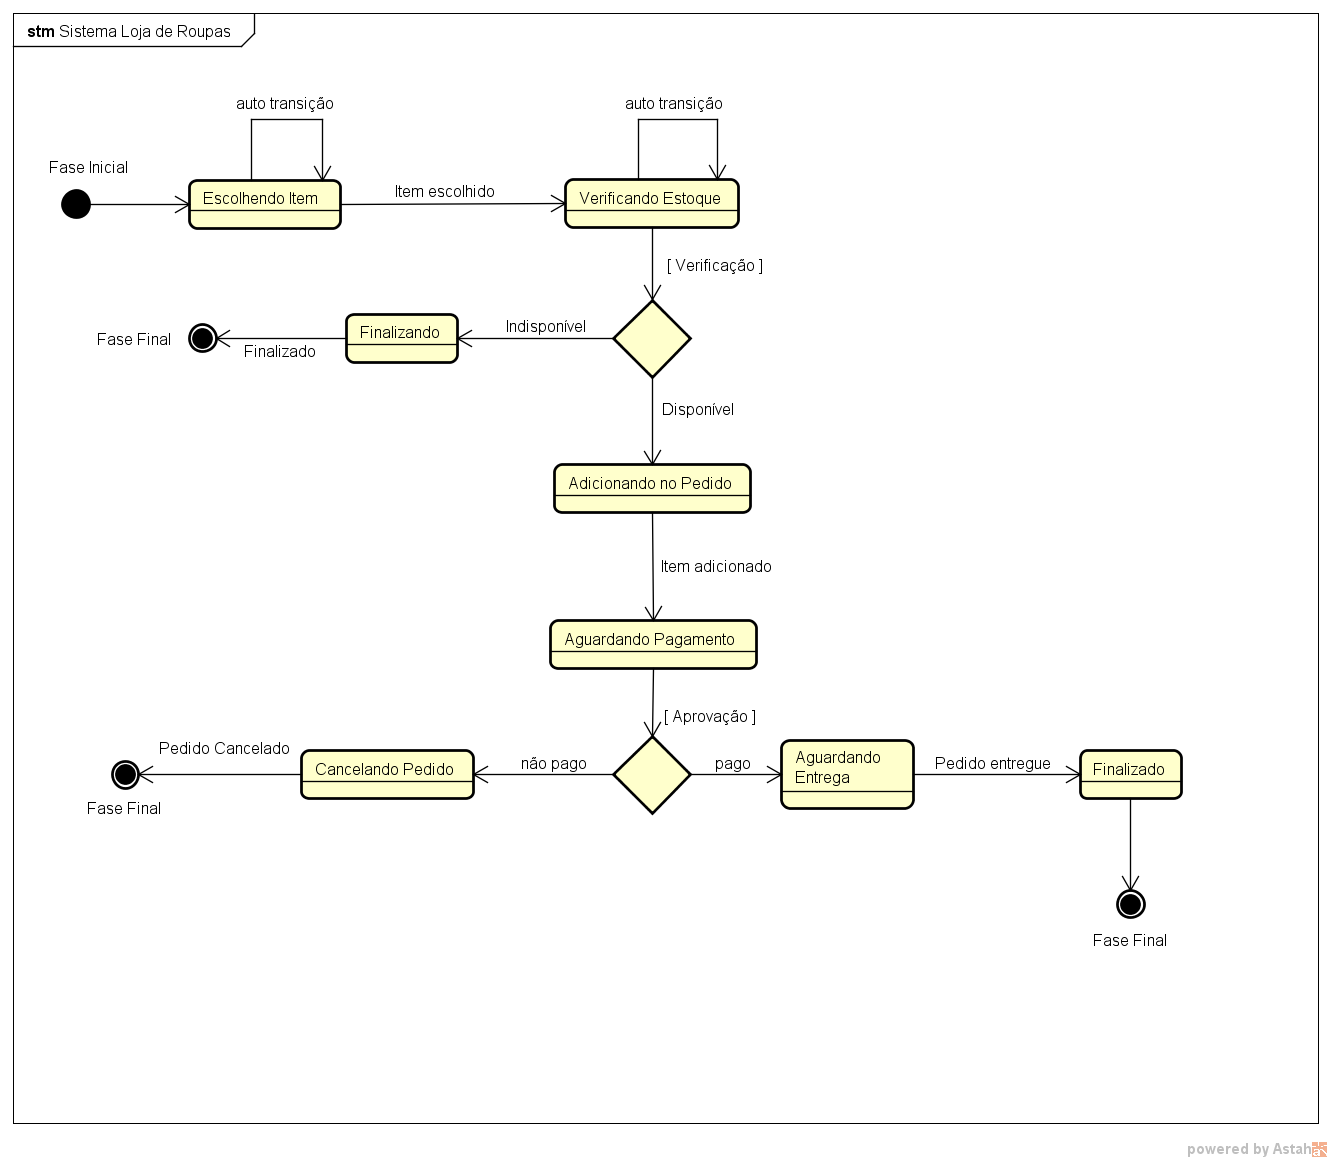 stm Sistema Loja de Roupas
auto transição
auto transição
Fase Inicial
Escolhendo Item
Item escolhido
Verificando Estoque
[ Verificação ]
Fase Final
Finalizado
Finalizando
Indisponível
Disponível
Adicionando no Pedido
Item adicionado
Aguardando Pagamento
[ Aprovação ]
Pedido Cancelado
Fase Final
Cancelando Pedido
não pago
pago
Aguardando
Entrega
Pedido entregue
Finalizado
Fase Final
powered by Astah